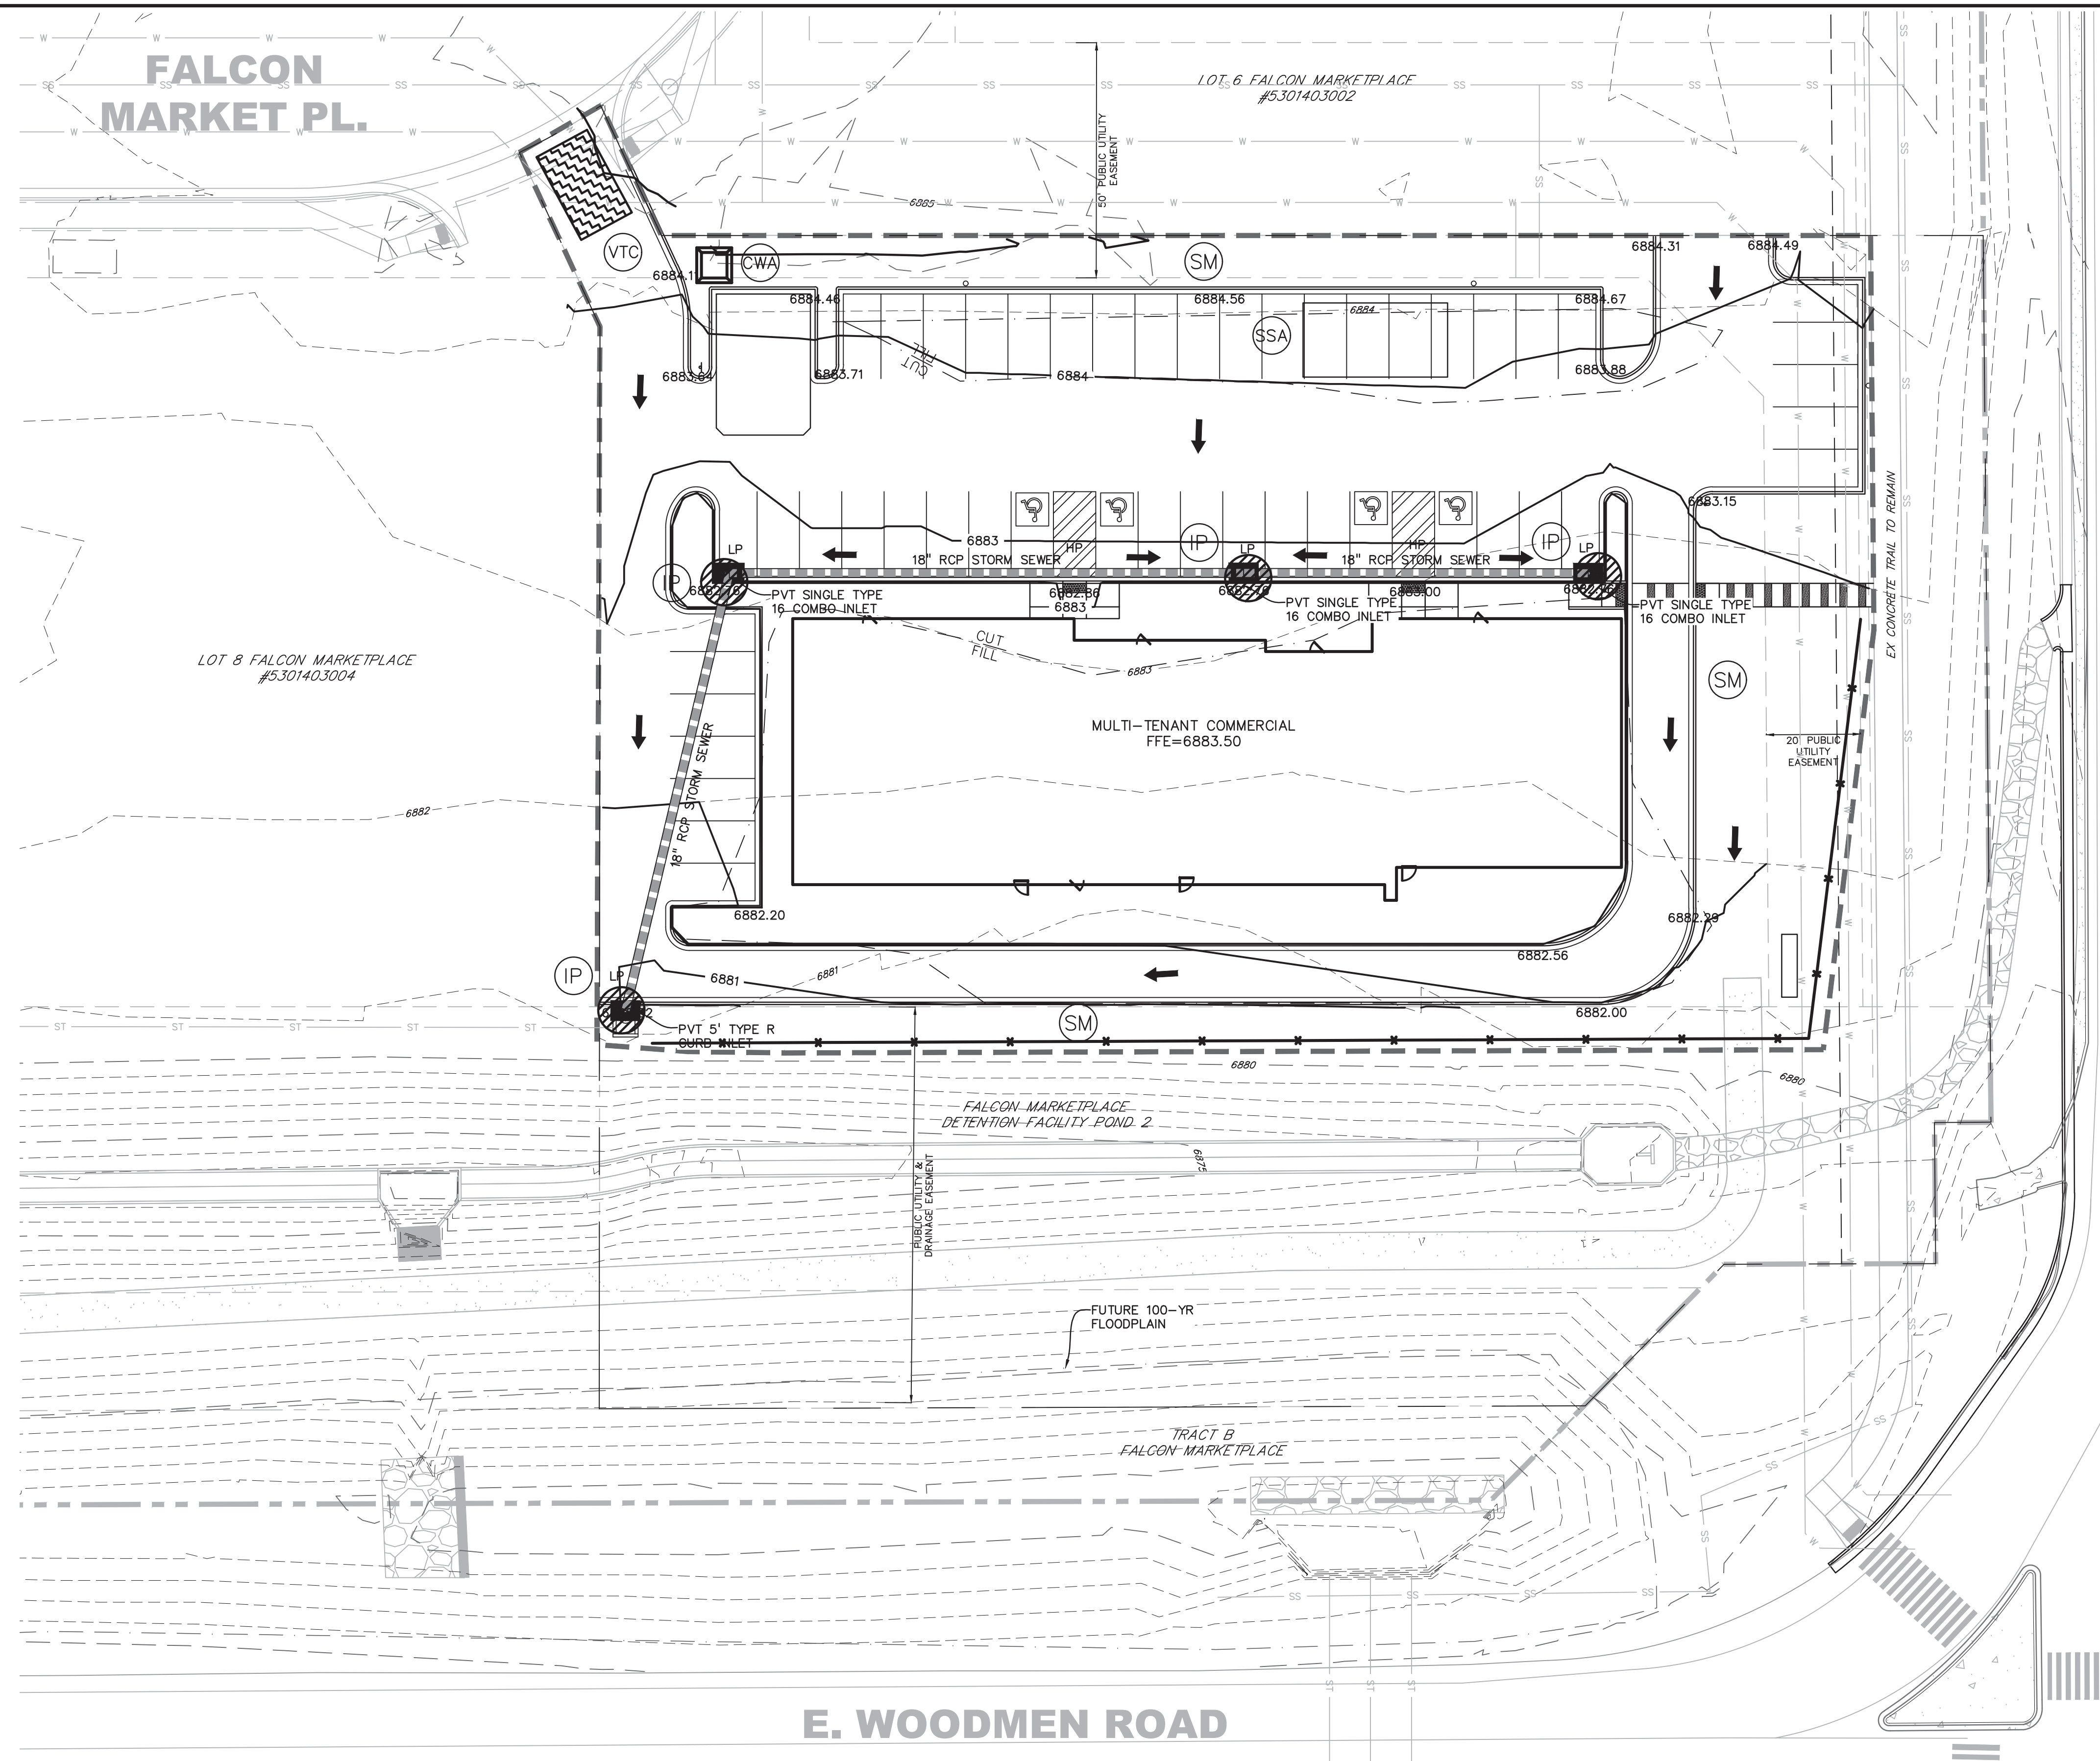 FALCON
MARKET PL.
LOT 6 FALCON MARKETPLACE
#5301403002
50' PUBLIC UTILITY
EASEMENT
6885
VTC
CWA
SM
6884.31
6884.49
6884.46
6884.56
6884.67
6884
SSA
CUT
FILL
6883.64
6883.71
6884
6883.88
6883.15
6883
HP
HP
IP
IP
LP
LP
LP
18" RCP STORM SEWER
18" RCP STORM SEWER
IP
6882.86
6883.00
6883
PVT SINGLE TYPE
16 COMBO INLET
PVT SINGLE TYPE
16 COMBO INLET
PVT SINGLE TYPE
16 COMBO INLET
EX CONCRETE TRAIL TO REMAIN
CUT
FILL
6883
LOT 8 FALCON MARKETPLACE
#5301403004
SM
MULTI-TENANT COMMERCIAL
FFE=6883.50
20' PUBLIC
UTILITY
EASEMENT
18" RCP STORM SEWER
6882
6882.20
6882.29
6882.56
IP
LP
6881
6881
6882.00
SM
PVT 5' TYPE R
CURB INLET
6880
6880
FALCON MARKETPLACE
DETENTION FACILITY POND 2
6875
PUBLIC UTILITY &
DRAINAGE EASEMENT
FUTURE 100-YR
FLOODPLAIN
TRACT B
FALCON MARKETPLACE
E. WOODMEN ROAD